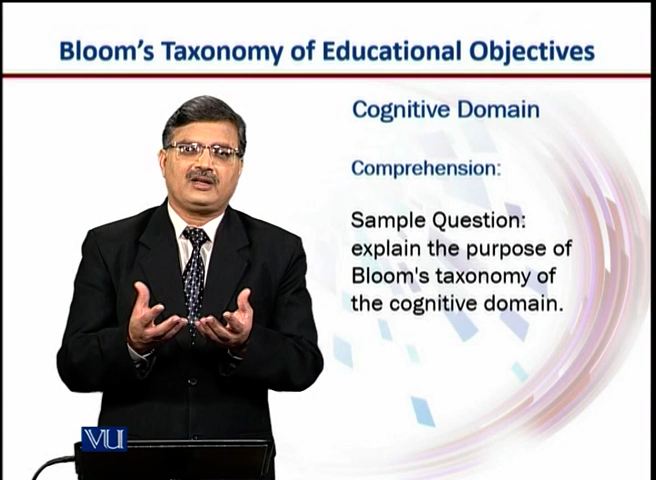 Bloom's Taxonomy of Educational Objectives
Cognitive Domain
Comprehension:
Sample Question:
explain the purpose of
Bloom's taxonomy of
the cognitive domain.
VU